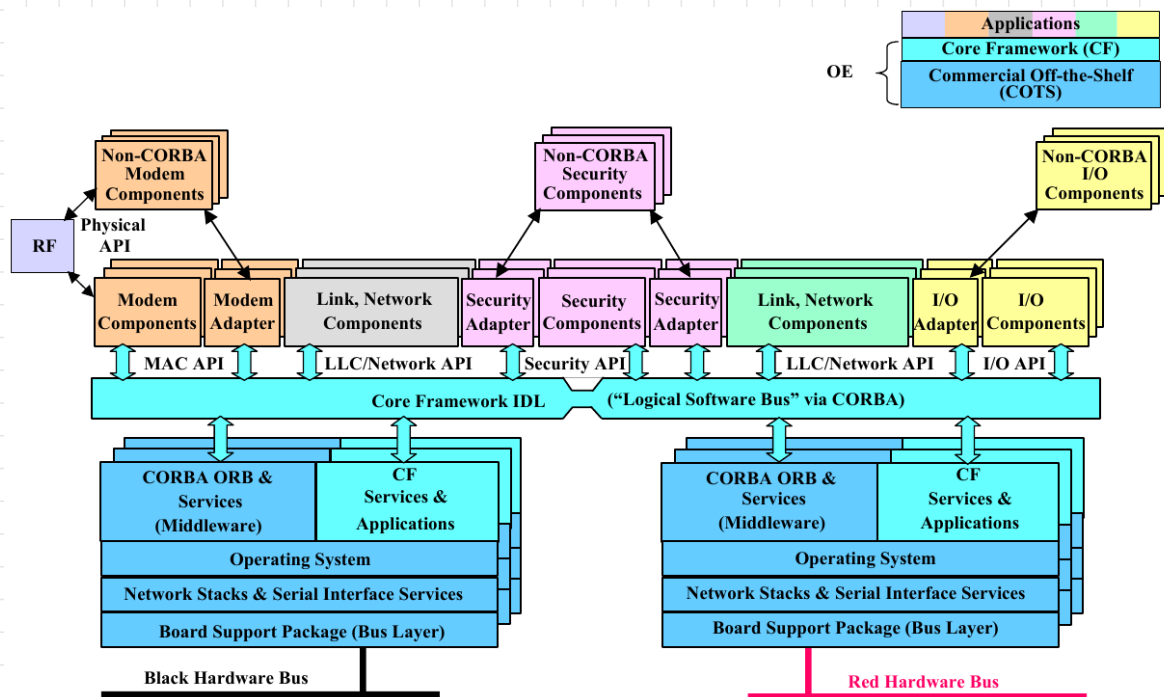 Applications
Core Framework (CF)
OE
Commercial Off-the-Shelf
(COTS)
Non-CORBA
Modem
Components
Non-CORBA
Security
Components
Non-CORBA
I/O
Components
RF
Physical
API
Modem
Components
Modem
Adapter
Link, Network
Components
Security
Adapter
Security
Components
Security
Adapter
Link, Network
Components
I/O
Adapter
I/O
Components
MAC API
LLC/Network API
Security API
LLC/Network API
I/O API
Core Framework IDL
(“Logical Software Bus” via CORBA)
CORBA ORB &
Services
(Middleware)
CF
Services &
Applications
Operating System
Network Stacks & Serial Interface Services
Board Support Package (Bus Layer)
Black Hardware Bus
CORBA ORB &
Services
(Middleware)
CF
Services &
Applications
Operating System
Network Stacks & Serial Interface Services
Board Support Package (Bus Layer)
Red Hardware Bus